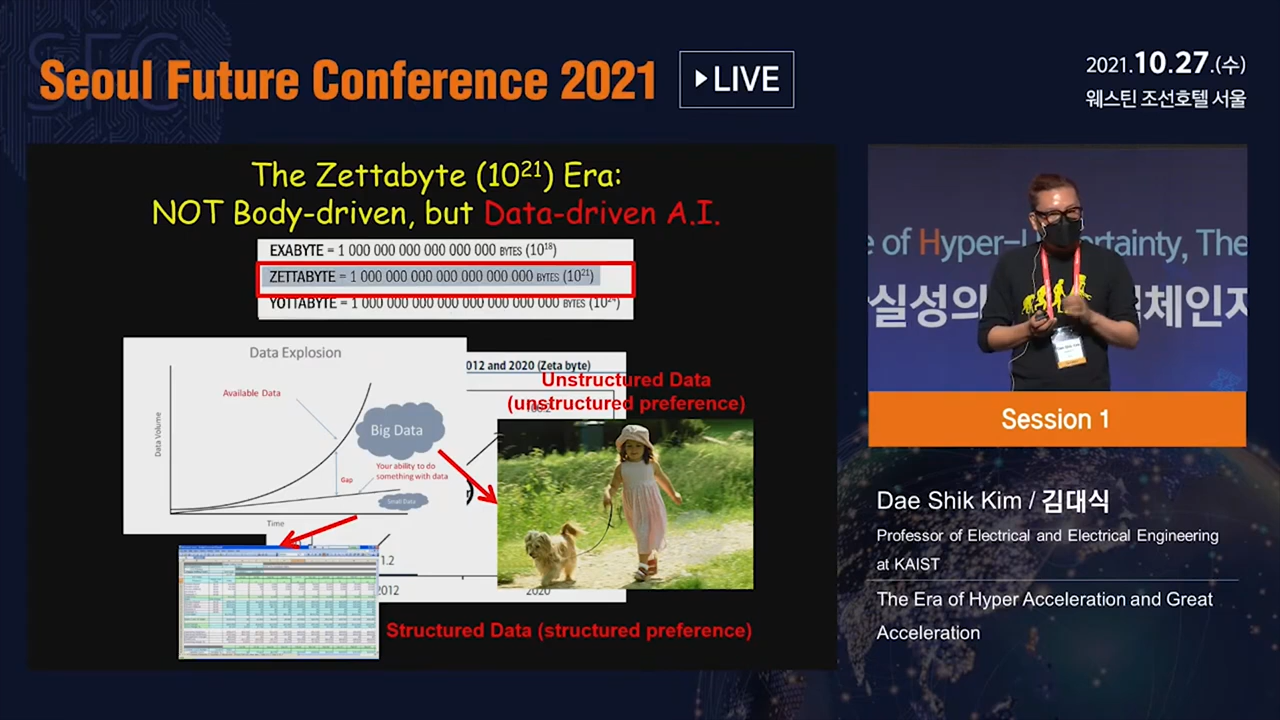 Seoul Future Conference 2021
LIVE
2021.10.27.(수)
웨스틴 조선호텔 서울
The Zettabyte (10²¹) Era:
NOT Body-driven, but Data-driven A.I.
EXABYTE = 1 000 000 000 000 000 000 BYTES (10¹⁸)
ZETTABYTE = 1 000 000 000 000 000 000 000 BYTES (10²¹)
YOTTABYTE = 1 000 000 000 000 000 000 000 000 BYTES (10²⁴)
Data Explosion
Available Data
Data Volume
Big Data
Your ability to do
something with data
Gap
Small Data
Time
012 and 2020 (Zeta byte)
Unstructured Data
(unstructured preference)
1.2
2012
2020
Structured Data (structured preference)
e of Hyper-U rtainty, The
실성의 체인지
Session 1
Dae Shik Kim / 김대식
Professor of Electrical and Electrical Engineering
at KAIST
The Era of Hyper Acceleration and Great
Acceleration